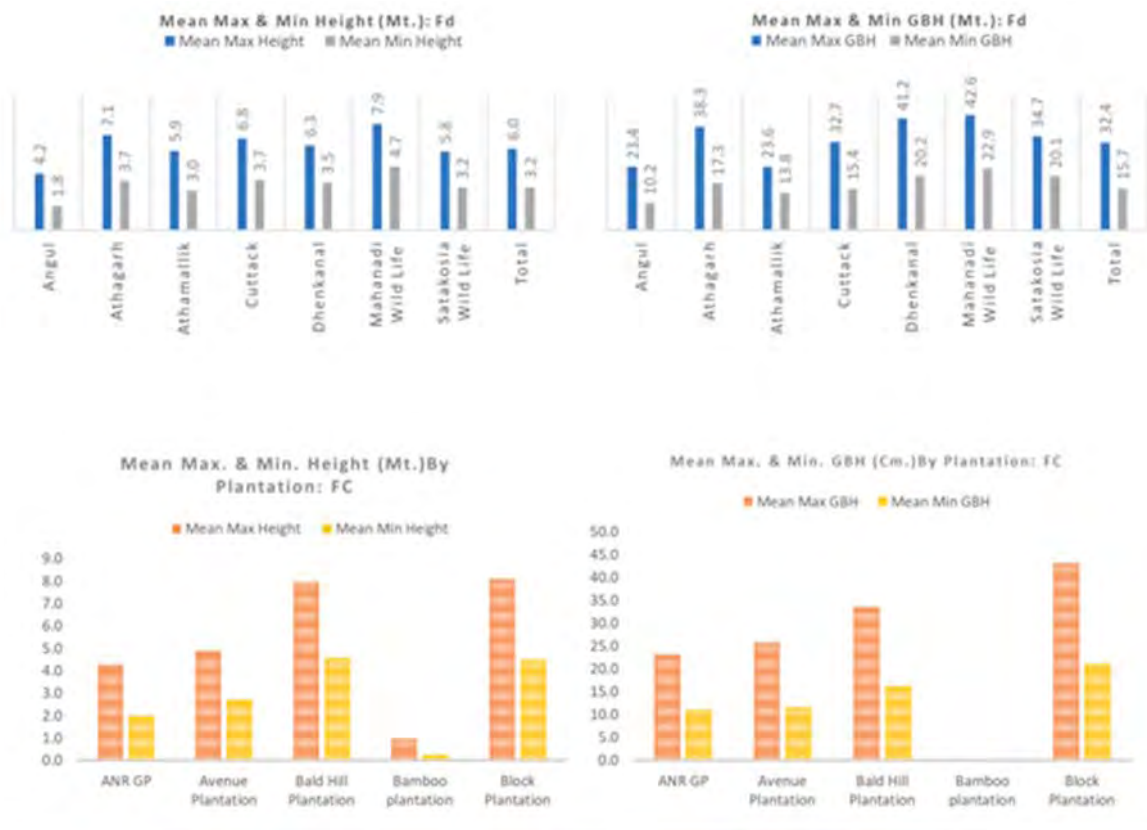 Mean Max & Min Height (Mt.): Fd
Mean Max Height Mean Min Height
4.2 1.8 7.1 3.7 5.9 3.0 6.8 3.7 6.3 3.5 7.9 4.7 5.8 3.2 6.0 3.2
Angul
Athagarh
Athamallik
Cuttack
Dhenkanal
Mahanadi
Wild Life
Satakosia
Wild Life
Total
Mean Max & Min GBH (Mt.): Fd
Mean Max GBH Mean Min GBH
23.4 10.2 38.3 17.3 23.6 13.8 32.7 15.4 41.2 20.2 42.6 22.9 34.7 20.1 32.4 15.7
Angul
Athagarh
Athamallik
Cuttack
Dhenkanal
Mahanadi
Wild Life
Satakosia
Wild Life
Total
Mean Max. & Min. Height (Mt.)By
Plantation: FC
Mean Max Height Mean Min Height
9.0
8.0
7.0
6.0
5.0
4.0
3.0
2.0
1.0
0.0
ANR GP Avenue Bald Hill Bamboo Block
Plantation Plantation plantation Plantation
Mean Max. & Min. GBH (Cm.)By Plantation: FC
Mean Max GBH Mean Min GBH
50.0
45.0
40.0
35.0
30.0
25.0
20.0
15.0
10.0
5.0
0.0
ANR GP Avenue Bald Hill Bamboo Block
Plantation Plantation plantation Plantation